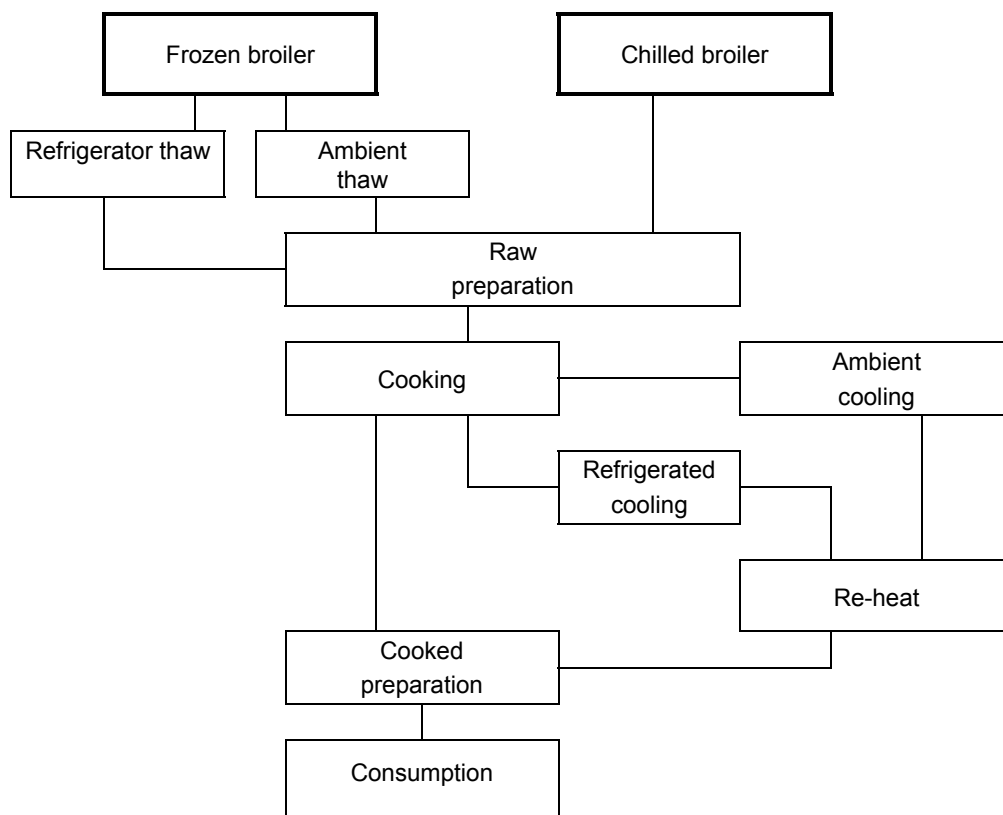 Frozen broiler
Chilled broiler
Refrigerator thaw
Ambient
thaw
Raw
preparation
Cooking
Ambient
cooling
Refrigerated
cooling
Re-heat
Cooked
preparation
Consumption